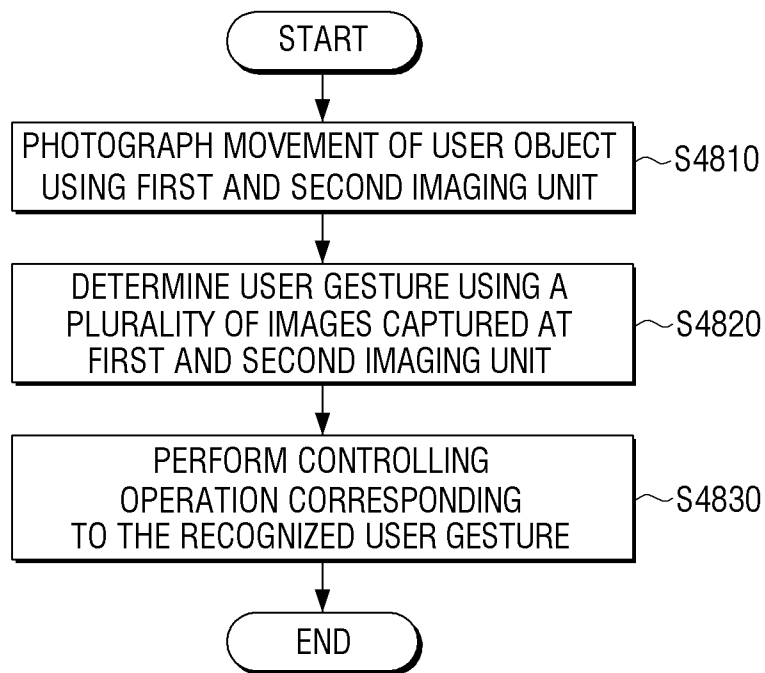 START
PHOTOGRAPH MOVEMENT OF USER OBJECT
USING FIRST AND SECOND IMAGING UNIT
S4810
DETERMINE USER GESTURE USING A
PLURALITY OF IMAGES CAPTURED AT
FIRST AND SECOND IMAGING UNIT
S4820
PERFORM CONTROLLING
OPERATION CORRESPONDING
TO THE RECOGNIZED USER GESTURE
S4830
END